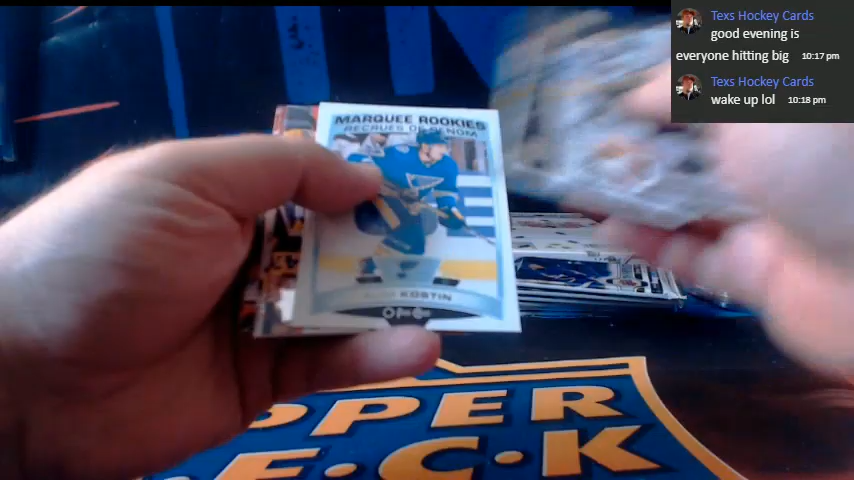 Texs Hockey Cards
good evening is
everyone hitting big 10:17 pm
Texs Hockey Cards
wake up lol 10:18 pm
MARQUEE ROOKIES
RECRUES DE RENOM
KOSTIN
O-Pee-Chee
PPER
E•C•K